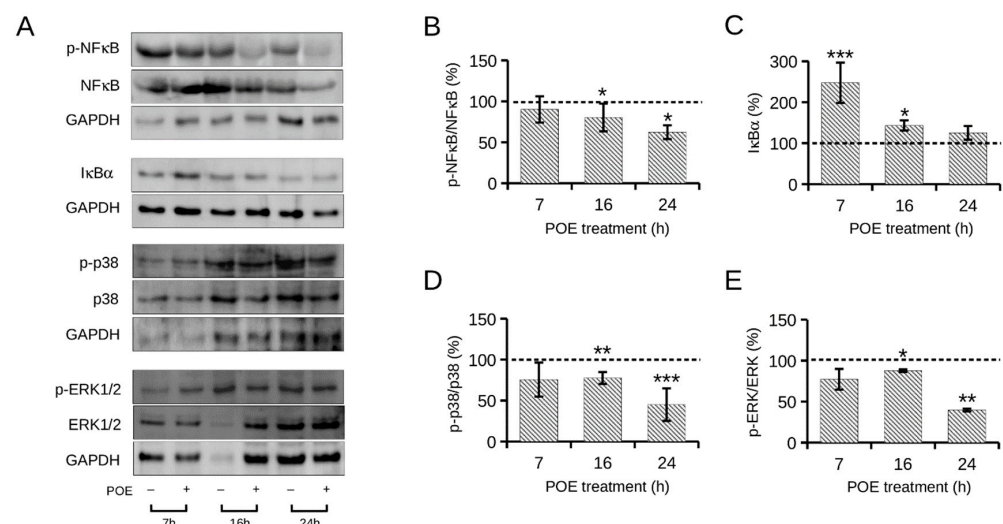 A
p-NFκB
NFκB
GAPDH
IκBα
GAPDH
p-p38
p38
GAPDH
p-ERK1/2
ERK1/2
GAPDH
POE – + – + – +
7h 16h 24h
B
p-NFκB/NFκB (%)
150
100
50
0
*
*
7 16 24
POE treatment (h)
C
IκBα (%)
300
200
100
0
***
*
7 16 24
POE treatment (h)
D
p-p38/p38 (%)
150
100
50
0
**
***
7 16 24
POE treatment (h)
E
p-ERK/ERK (%)
150
100
50
0
*
**
7 16 24
POE treatment (h)